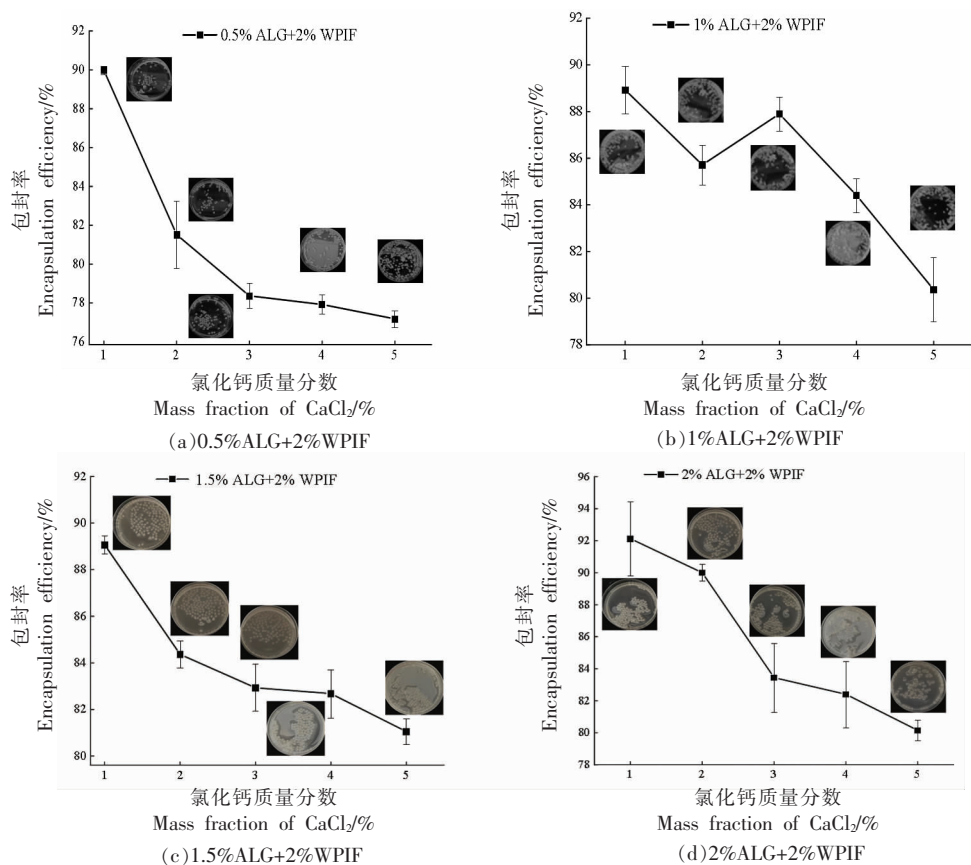 0.5% ALG+2% WPIF
92
90
88
86
84
82
80
78
76
包封率
Encapsulation efficiency/%
1 2 3 4 5
氯化钙质量分数
Mass fraction of CaCl₂/%
(a)0.5%ALG+2%WPIF
1% ALG+2% WPIF
92
90
88
86
84
82
80
78
包封率
Encapsulation efficiency/%
1 2 3 4 5
氯化钙质量分数
Mass fraction of CaCl₂/%
(b)1%ALG+2%WPIF
1.5% ALG+2% WPIF
92
90
88
86
84
82
80
包封率
Encapsulation efficiency/%
1 2 3 4 5
氯化钙质量分数
Mass fraction of CaCl₂/%
(c)1.5%ALG+2%WPIF
2% ALG+2% WPIF
96
94
92
90
88
86
84
82
80
78
包封率
Encapsulation efficiency/%
1 2 3 4 5
氯化钙质量分数
Mass fraction of CaCl₂/%
(d)2%ALG+2%WPIF